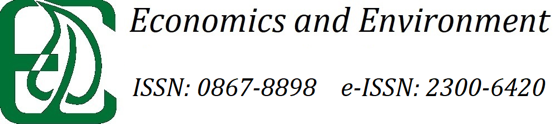 Economics and Environment
ISSN: 0867-8898 e-ISSN: 2300-6420